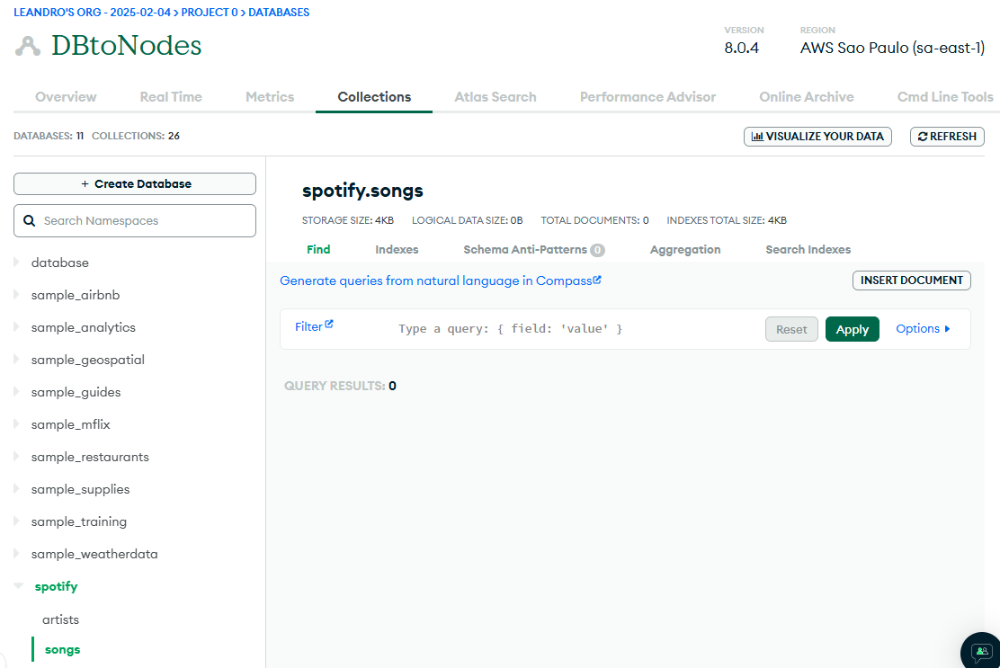 LEANDRO'S ORG - 2025-02-04 > PROJECT 0 > DATABASES
DBtoNodes
VERSION
8.0.4
REGION
AWS Sao Paulo (sa-east-1)
Overview Real Time Metrics Collections Atlas Search Performance Advisor Online Archive Cmd Line Tools
DATABASES: 11 COLLECTIONS: 26
VISUALIZE YOUR DATA
REFRESH
+ Create Database
Search Namespaces
database
sample_airbnb
sample_analytics
sample_geospatial
sample_guides
sample_mflix
sample_restaurants
sample_supplies
sample_training
sample_weatherdata
spotify
artists
songs
spotify.songs
STORAGE SIZE: 4KB LOGICAL DATA SIZE: 0B TOTAL DOCUMENTS: 0 INDEXES TOTAL SIZE: 4KB
Find Indexes Schema Anti-Patterns 0 Aggregation Search Indexes
Generate queries from natural language in Compass
INSERT DOCUMENT
Filter Type a query: { field: 'value' } Reset Apply Options
QUERY RESULTS: 0